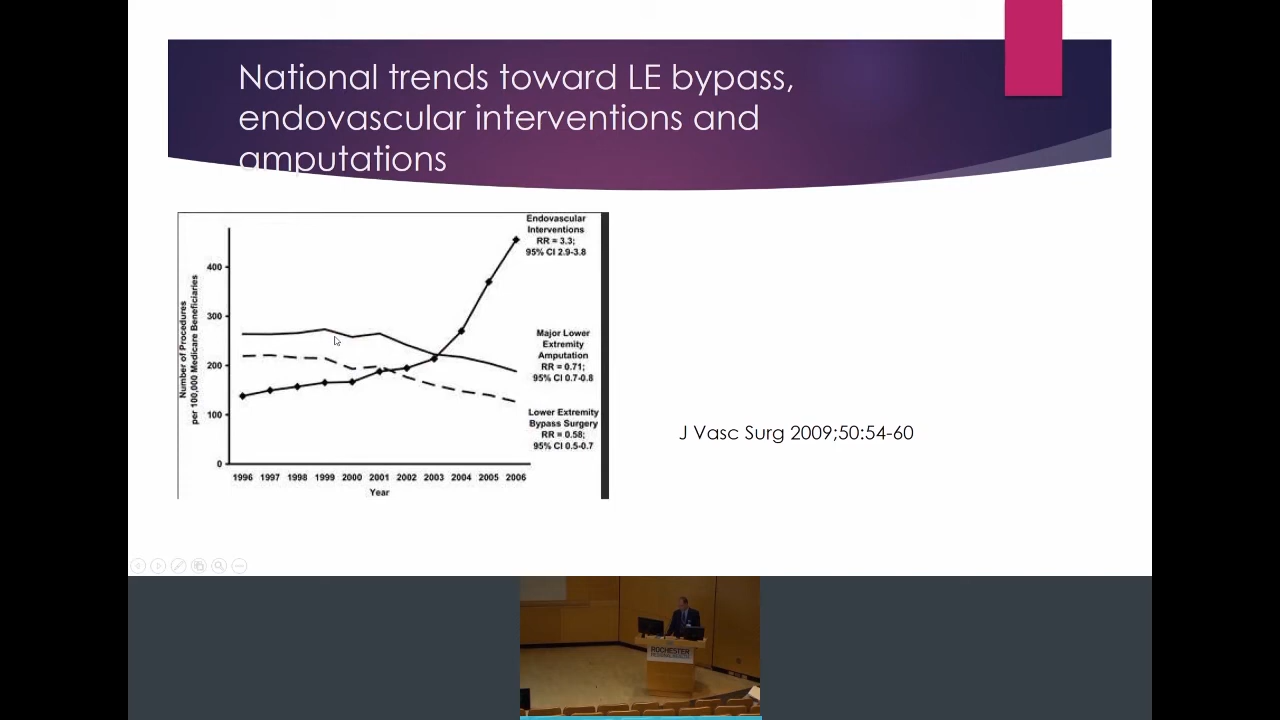 National trends toward LE bypass,
endovascular interventions and
amputations
Number of Procedures
per 100,000 Medicare Beneficiaries
400
300
200
100
0
1996 1997 1998 1999 2000 2001 2002 2003 2004 2005 2006
Year
Endovascular
Interventions
RR = 3.3;
95% CI 2.9-3.8
Major Lower
Extremity
Amputation
RR = 0.71;
95% CI 0.7-0.8
Lower Extremity
Bypass Surgery
RR = 0.58;
95% CI 0.5-0.7
J Vasc Surg 2009;50:54-60
ROCHESTER
REGIONAL HEALTH